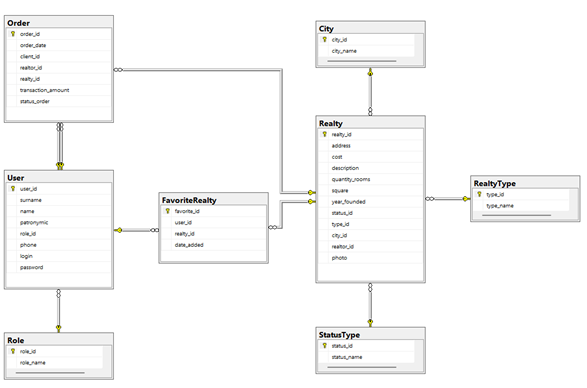 Order
order_id
order_date
client_id
realtor_id
realty_id
transaction_amount
status_order
City
city_id
city_name
Realty
realty_id
address
cost
description
quantity_rooms
square
year_founded
status_id
type_id
city_id
realtor_id
photo
User
user_id
surname
name
patronymic
role_id
phone
login
password
FavoriteRealty
favorite_id
user_id
realty_id
date_added
RealtyType
type_id
type_name
Role
role_id
role_name
StatusType
status_id
status_name